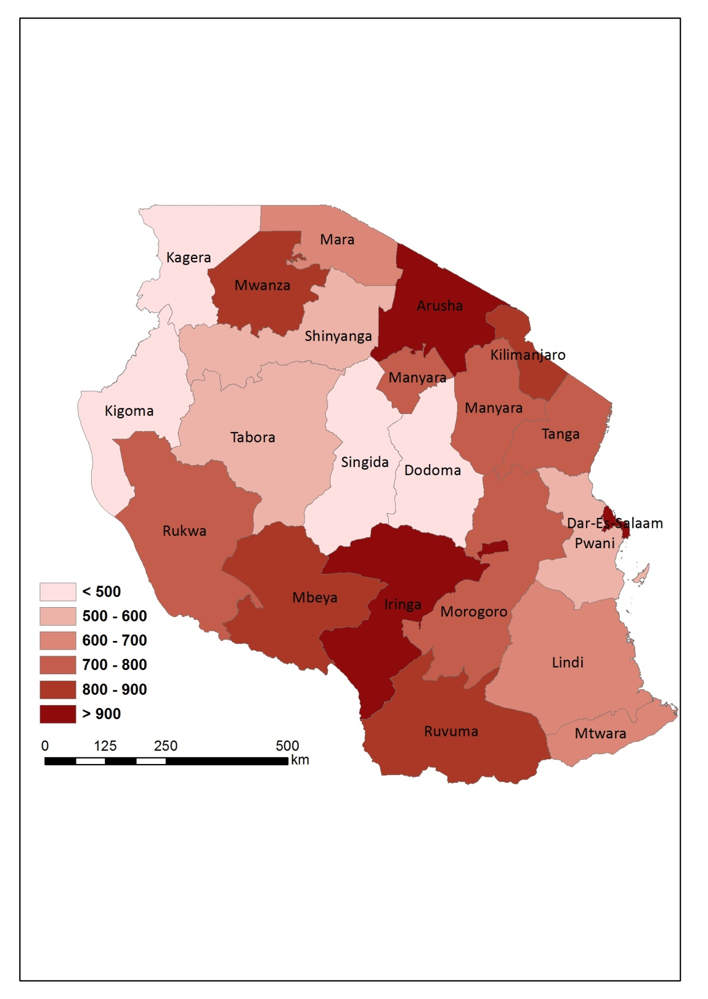 Mara
Kagera
Mwanza
Arusha
Shinyanga
Kilimanjaro
Manyara
Manyara
Kigoma
Tabora
Tanga
Singida
Dodoma
Dar-Es-Salaam
Rukwa
Pwani
Mbeya
Iringa
Morogoro
Lindi
Ruvuma
Mtwara
< 500
500 - 600
600 - 700
700 - 800
800 - 900
> 900
0 125 250 500
km